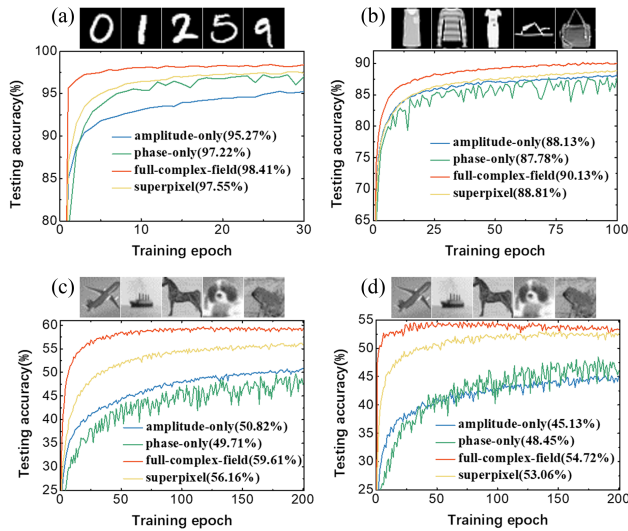 (a)
0 1 2 5 9
Testing accuracy(%)
100
95
90
85
80
0 10 20 30
amplitude-only(95.27%)
phase-only(97.22%)
full-complex-field(98.41%)
superpixel(97.55%)
Training epoch
(b)
Testing accuracy(%)
90
85
80
75
70
65
0 25 50 75 100
amplitude-only(88.13%)
phase-only(87.78%)
full-complex-field(90.13%)
superpixel(88.81%)
Training epoch
(c)
Testing accuracy(%)
60
55
50
45
40
35
30
25
0 50 100 150 200
amplitude-only(50.82%)
phase-only(49.71%)
full-complex-field(59.61%)
superpixel(56.16%)
Training epoch
(d)
Testing accuracy(%)
55
50
45
40
35
30
25
0 50 100 150 200
amplitude-only(45.13%)
phase-only(48.45%)
full-complex-field(54.72%)
superpixel(53.06%)
Training epoch